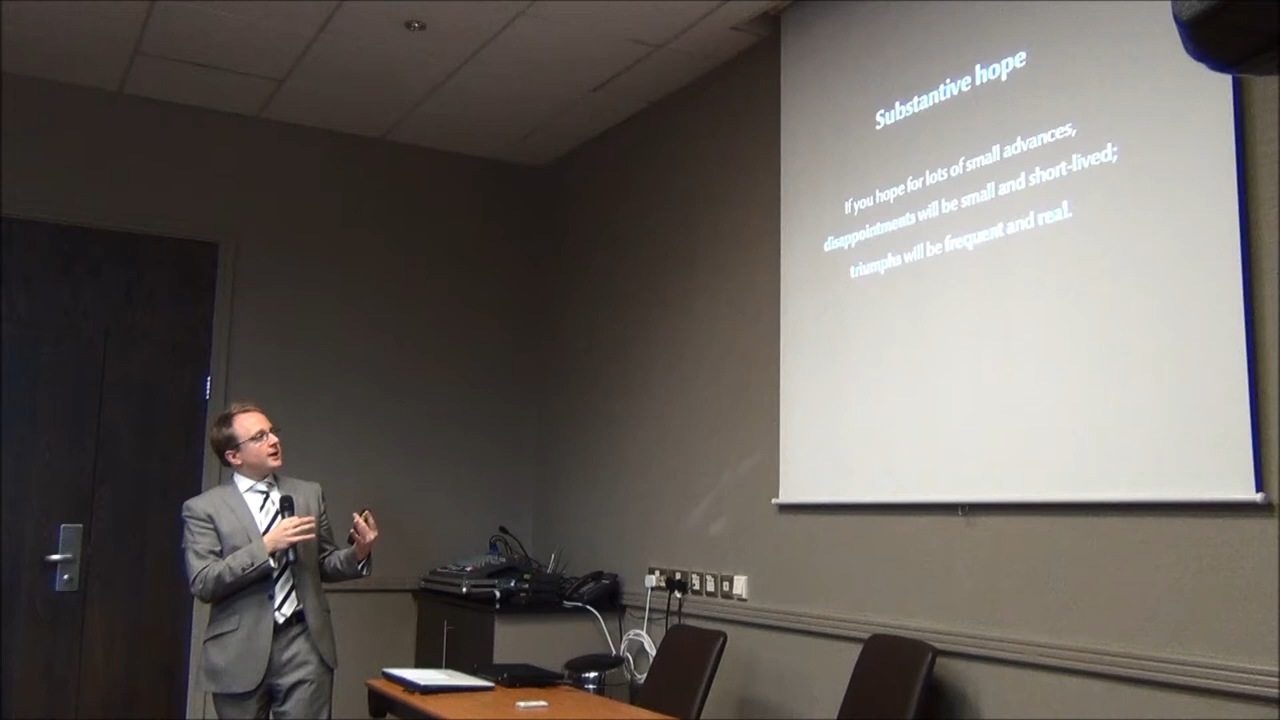 Substantive hope
If you hope for lots of small advances,
disappointments will be small and short-lived;
triumphs will be frequent and real.